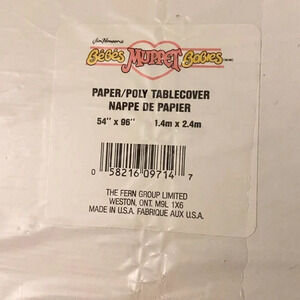 Jim Henson's
Bébés MUPPET Babies
PAPER/POLY TABLECOVER
NAPPE DE PAPIER
54" x 96" 1.4m x 2.4m
0 58216 09714 7
THE FERN GROUP LIMITED
WESTON, ONT. M9L 1X6
MADE IN U.S.A. FABRIQUE AUX U.S.A.